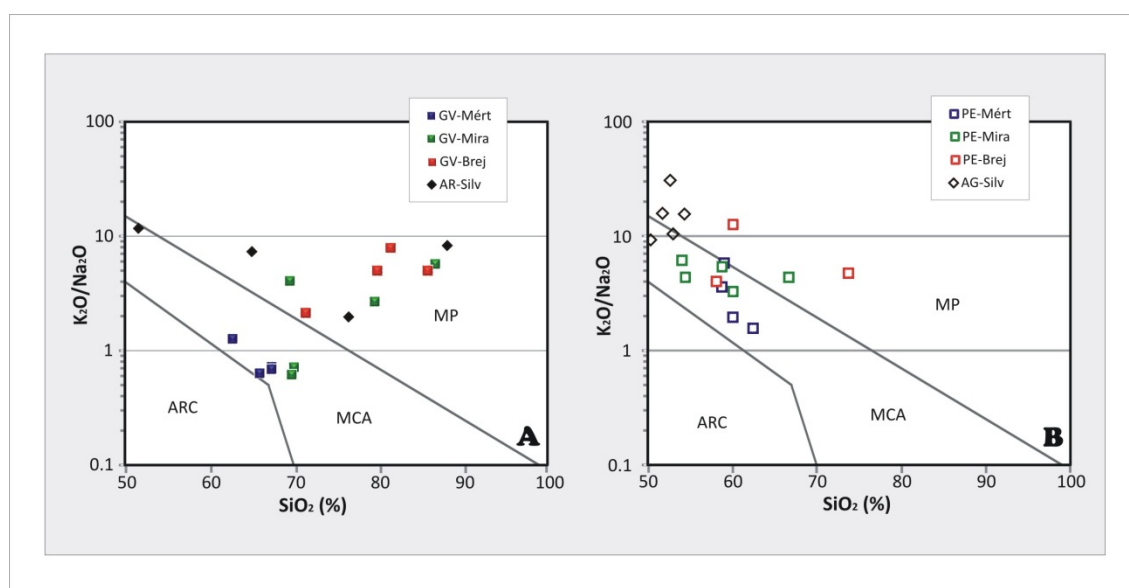 GV-Mért
GV-Mira
GV-Brej
AR-Silv
100
10
1
0.1
K₂O/Na₂O
MP
ARC
MCA
A
50 60 70 80 90 100
SiO₂ (%)
PE-Mért
PE-Mira
PE-Brej
AG-Silv
100
10
1
0.1
K₂O/Na₂O
MP
ARC
MCA
B
50 60 70 80 90 100
SiO₂ (%)